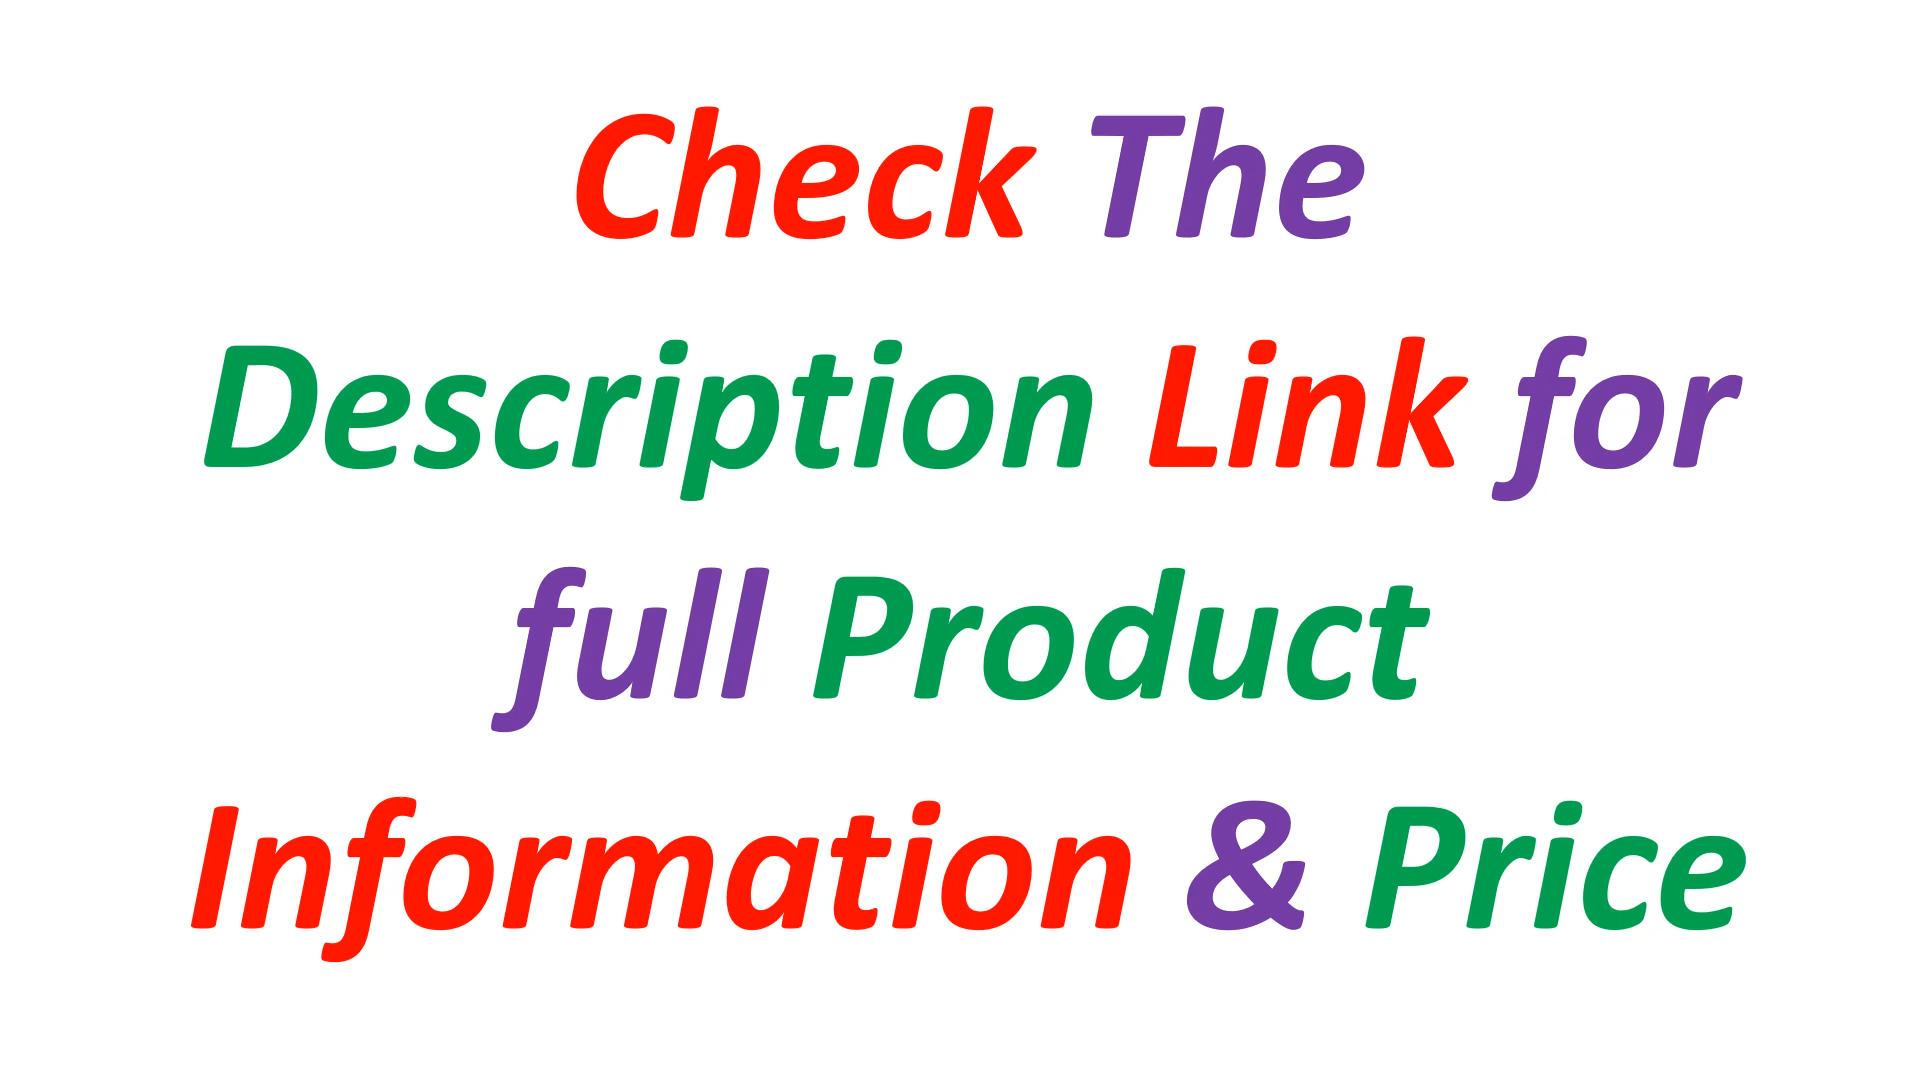 Check The
Description Link for
full Product
Information & Price